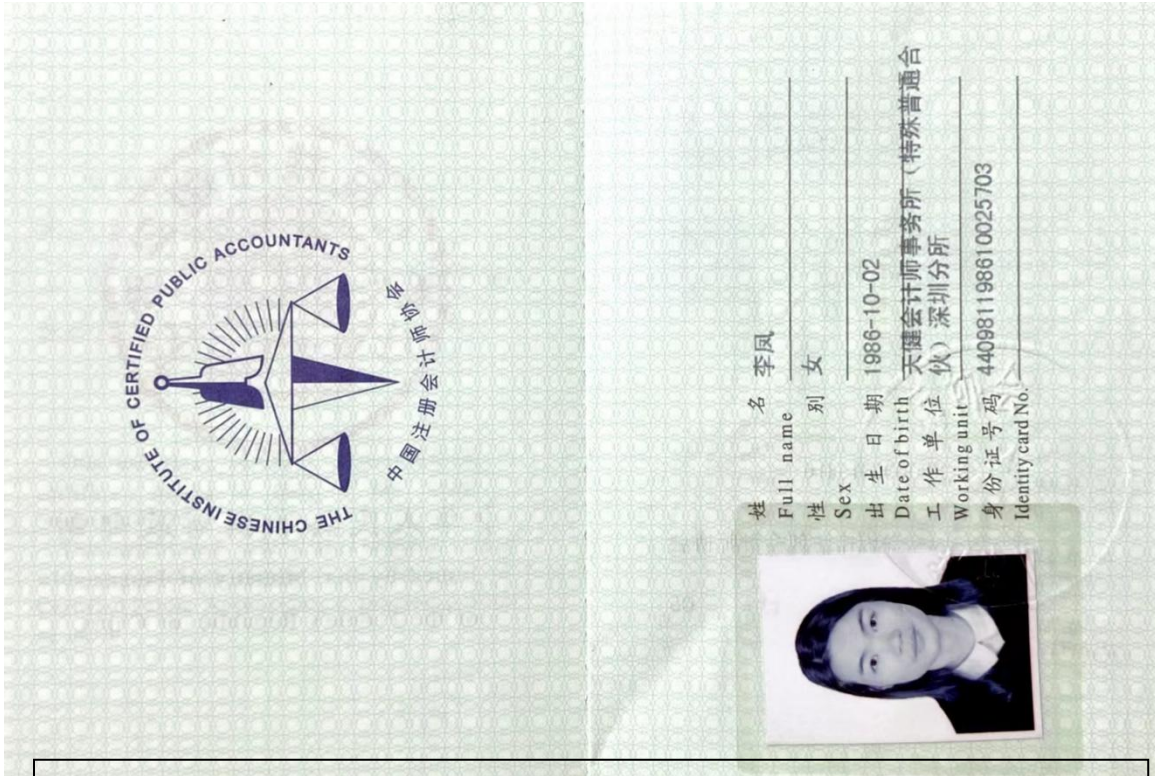 THE CHINESE INSTITUTE OF CERTIFIED PUBLIC ACCOUNTANTS
中国注册会计师协会
姓 名 李凤
Full name
性 别 女
Sex
出 生 日 期 1986-10-02
Date of birth
天健会计师事务所（特殊普通合
工 作 单 位 伙）深圳分所
Working unit
身份证号码 440981198610025703
Identity card No.